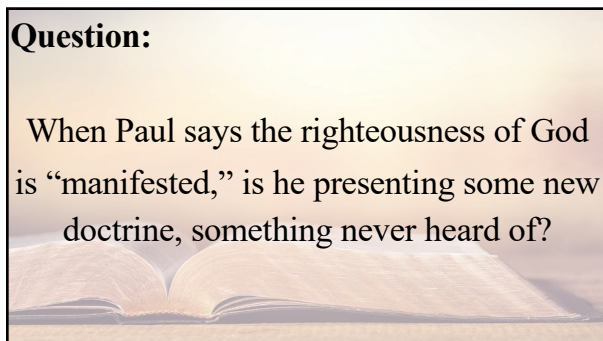 Question:
When Paul says the righteousness of God
is “manifested,” is he presenting some new
doctrine, something never heard of?